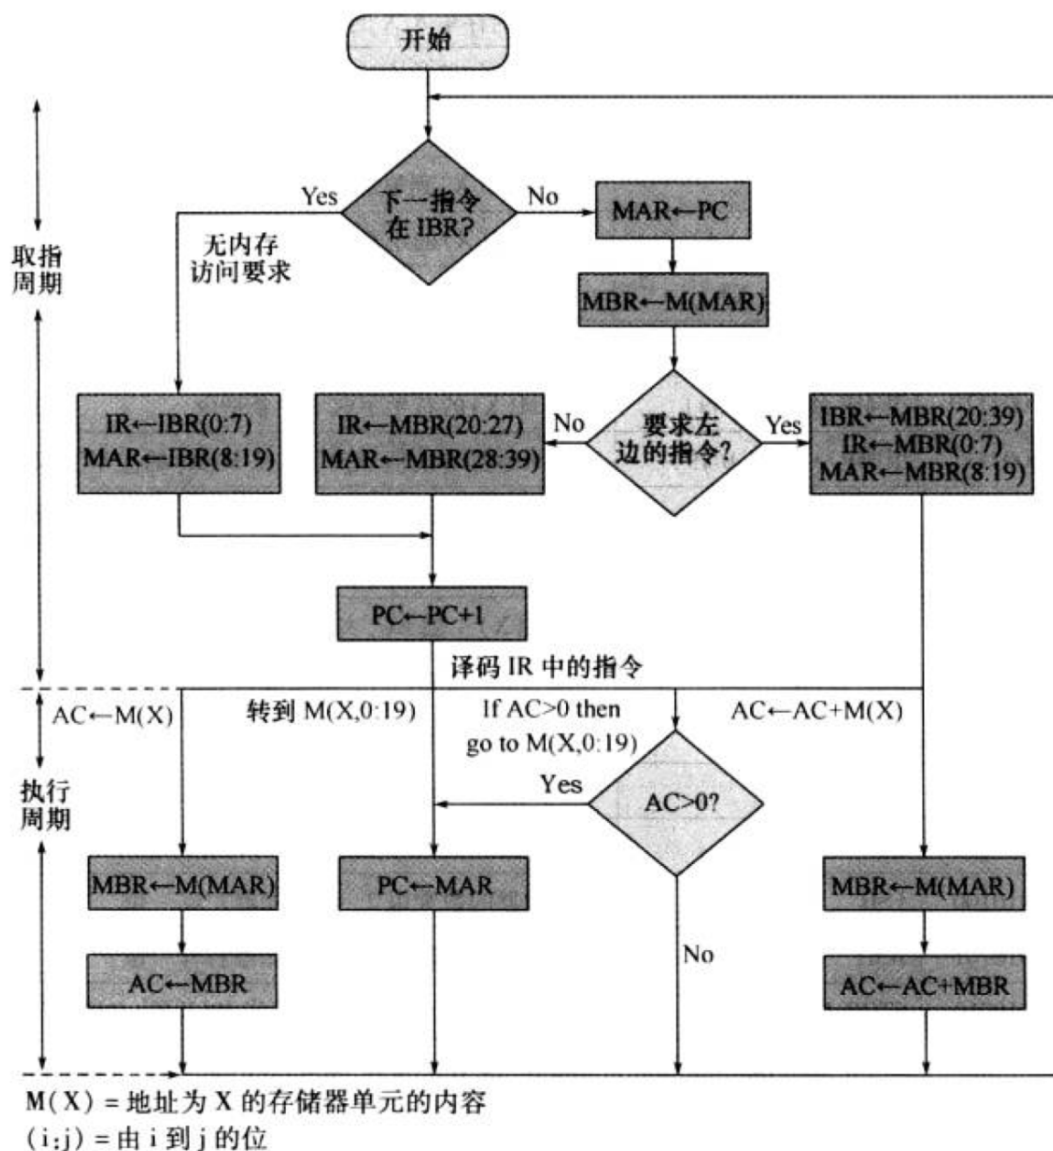 开始
下一指令
在 IBR?
Yes
No
MAR←PC
无内存
访问要求
取指
周期
MBR←M(MAR)
IR←IBR(0:7)
MAR←IBR(8:19)
IR←MBR(20:27)
MAR←MBR(28:39)
No
要求左
边的指令?
Yes
IBR←MBR(20:39)
IR←MBR(0:7)
MAR←MBR(8:19)
PC←PC+1
译码 IR 中的指令
AC←M(X)
转到 M(X,0:19)
If AC>0 then
go to M(X,0:19)
AC←AC+M(X)
执行
周期
Yes
AC>0?
MBR←M(MAR)
PC←MAR
MBR←M(MAR)
No
AC←MBR
AC←AC+MBR
M(X) = 地址为 X 的存储器单元的内容
(i:j) = 由 i 到 j 的位